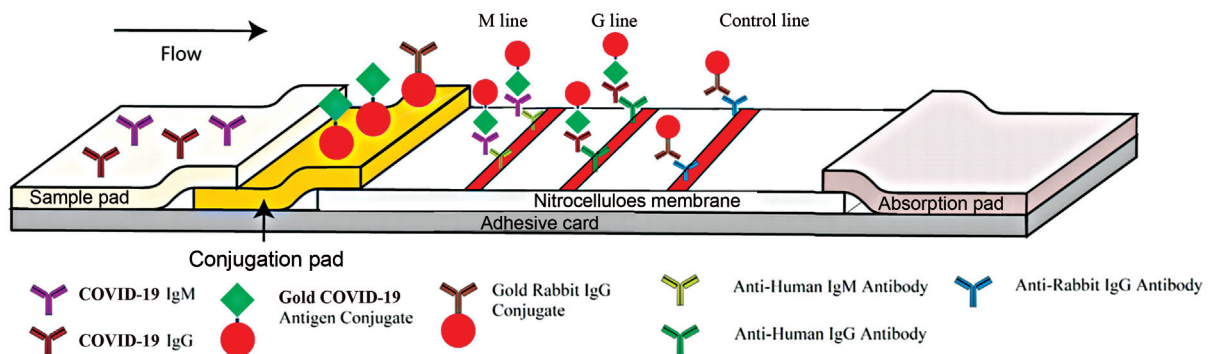 M line
G line
Control line
Flow
Sample pad
Nitrocelluloes membrane
Absorption pad
Adhesive card
Conjugation pad
COVID-19 IgM
COVID-19 IgG
Gold COVID-19
Antigen Conjugate
Gold Rabbit IgG
Conjugate
Anti-Human IgM Antibody
Anti-Human IgG Antibody
Anti-Rabbit IgG Antibody